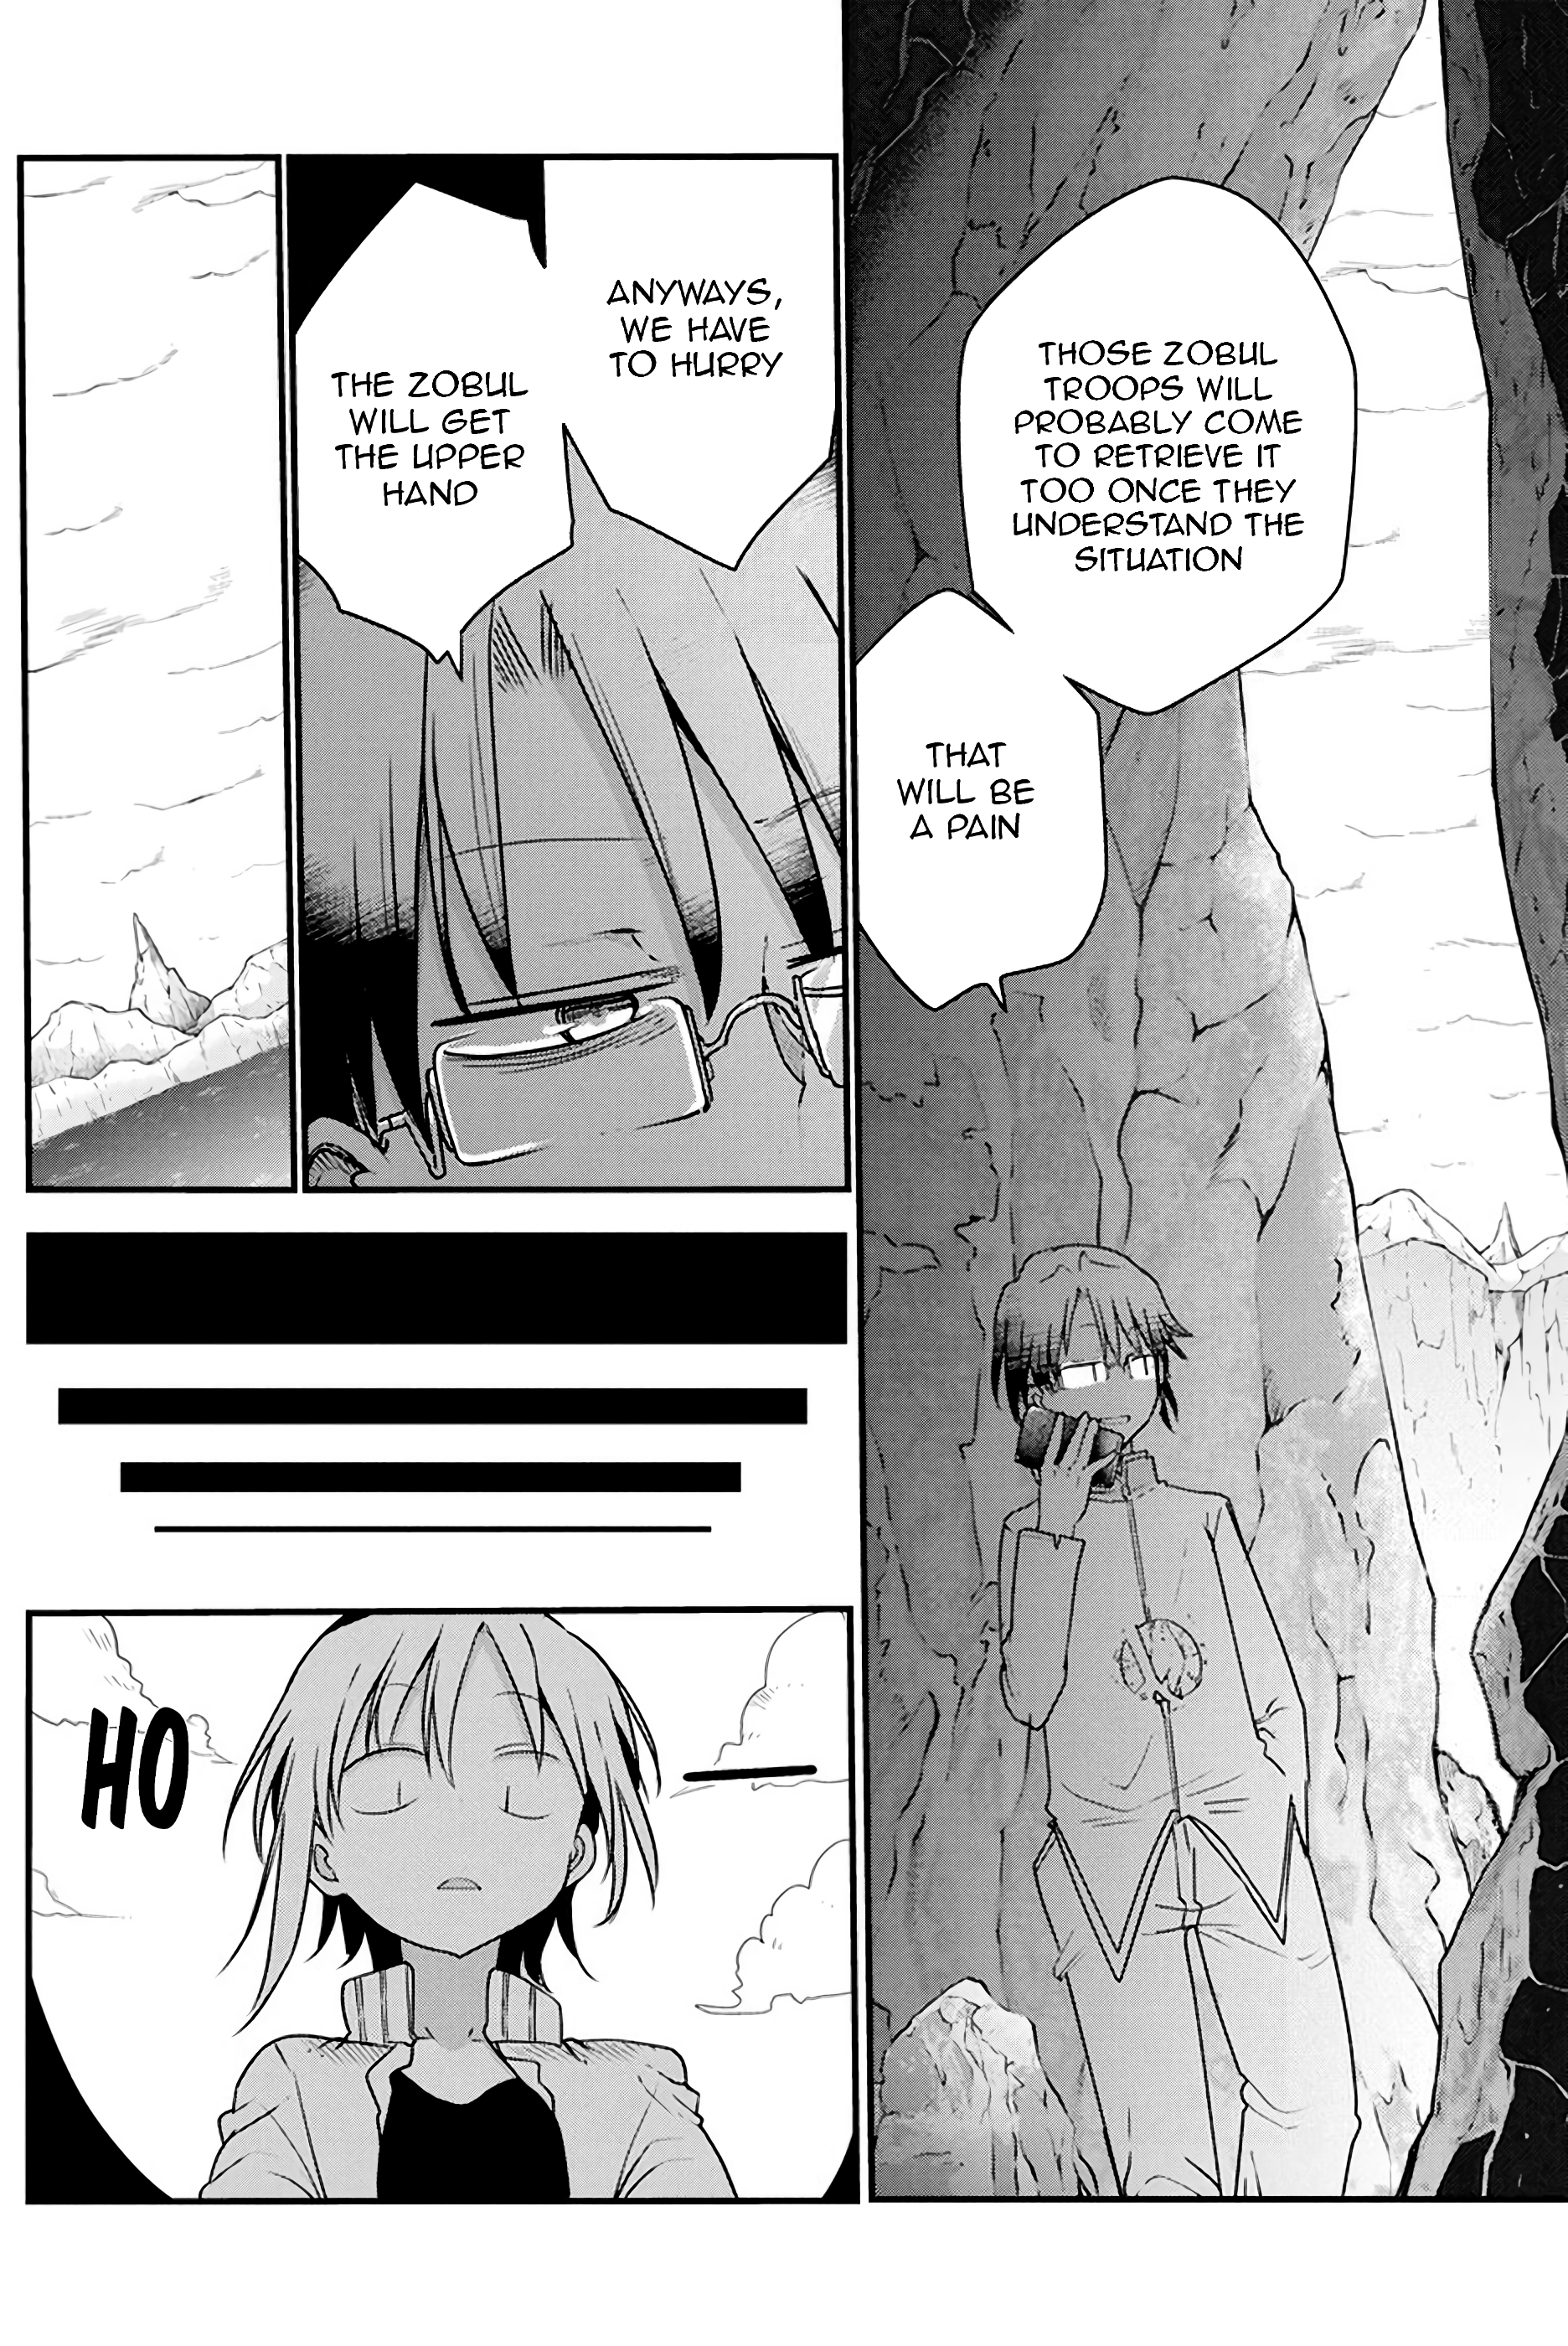 THOSE ZOBUL
TROOPS WILL
PROBABLY COME
TO RETRIEVE IT
TOO ONCE THEY
UNDERSTAND THE
SITUATION
THAT
WILL BE
A PAIN
ANYWAYS,
WE HAVE
TO HURRY
THE ZOBUL
WILL GET
THE UPPER
HAND
HO—